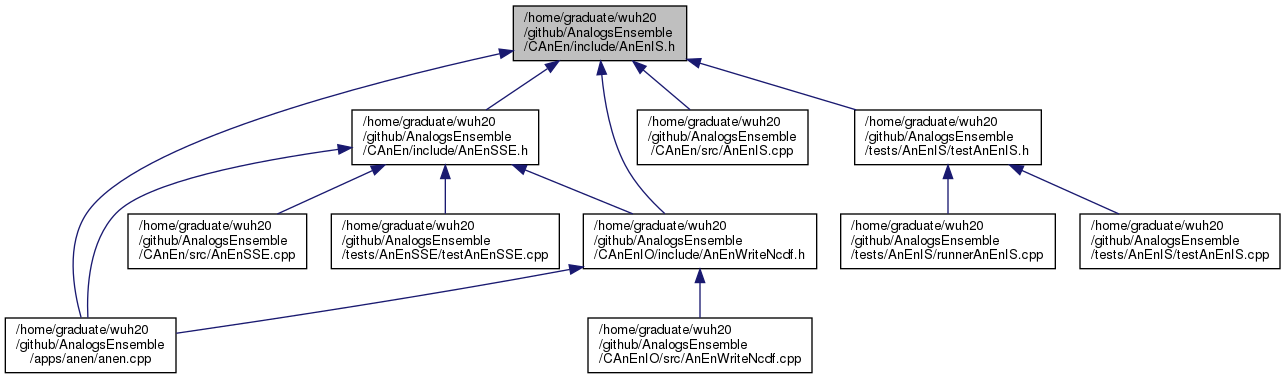 /home/graduate/wuh20
/github/AnalogsEnsemble
/CAnEn/include/AnEnIS.h
/home/graduate/wuh20
/github/AnalogsEnsemble
/CAnEn/include/AnEnSSE.h
/home/graduate/wuh20
/github/AnalogsEnsemble
/CAnEn/src/AnEnIS.cpp
/home/graduate/wuh20
/github/AnalogsEnsemble
/tests/AnEnIS/testAnEnIS.h
/home/graduate/wuh20
/github/AnalogsEnsemble
/CAnEn/src/AnEnSSE.cpp
/home/graduate/wuh20
/github/AnalogsEnsemble
/tests/AnEnSSE/testAnEnSSE.cpp
/home/graduate/wuh20
/github/AnalogsEnsemble
/CAnEnIO/include/AnEnWriteNcdf.h
/home/graduate/wuh20
/github/AnalogsEnsemble
/tests/AnEnIS/runnerAnEnIS.cpp
/home/graduate/wuh20
/github/AnalogsEnsemble
/tests/AnEnIS/testAnEnIS.cpp
/home/graduate/wuh20
/github/AnalogsEnsemble
/apps/anen/anen.cpp
/home/graduate/wuh20
/github/AnalogsEnsemble
/CAnEnIO/src/AnEnWriteNcdf.cpp